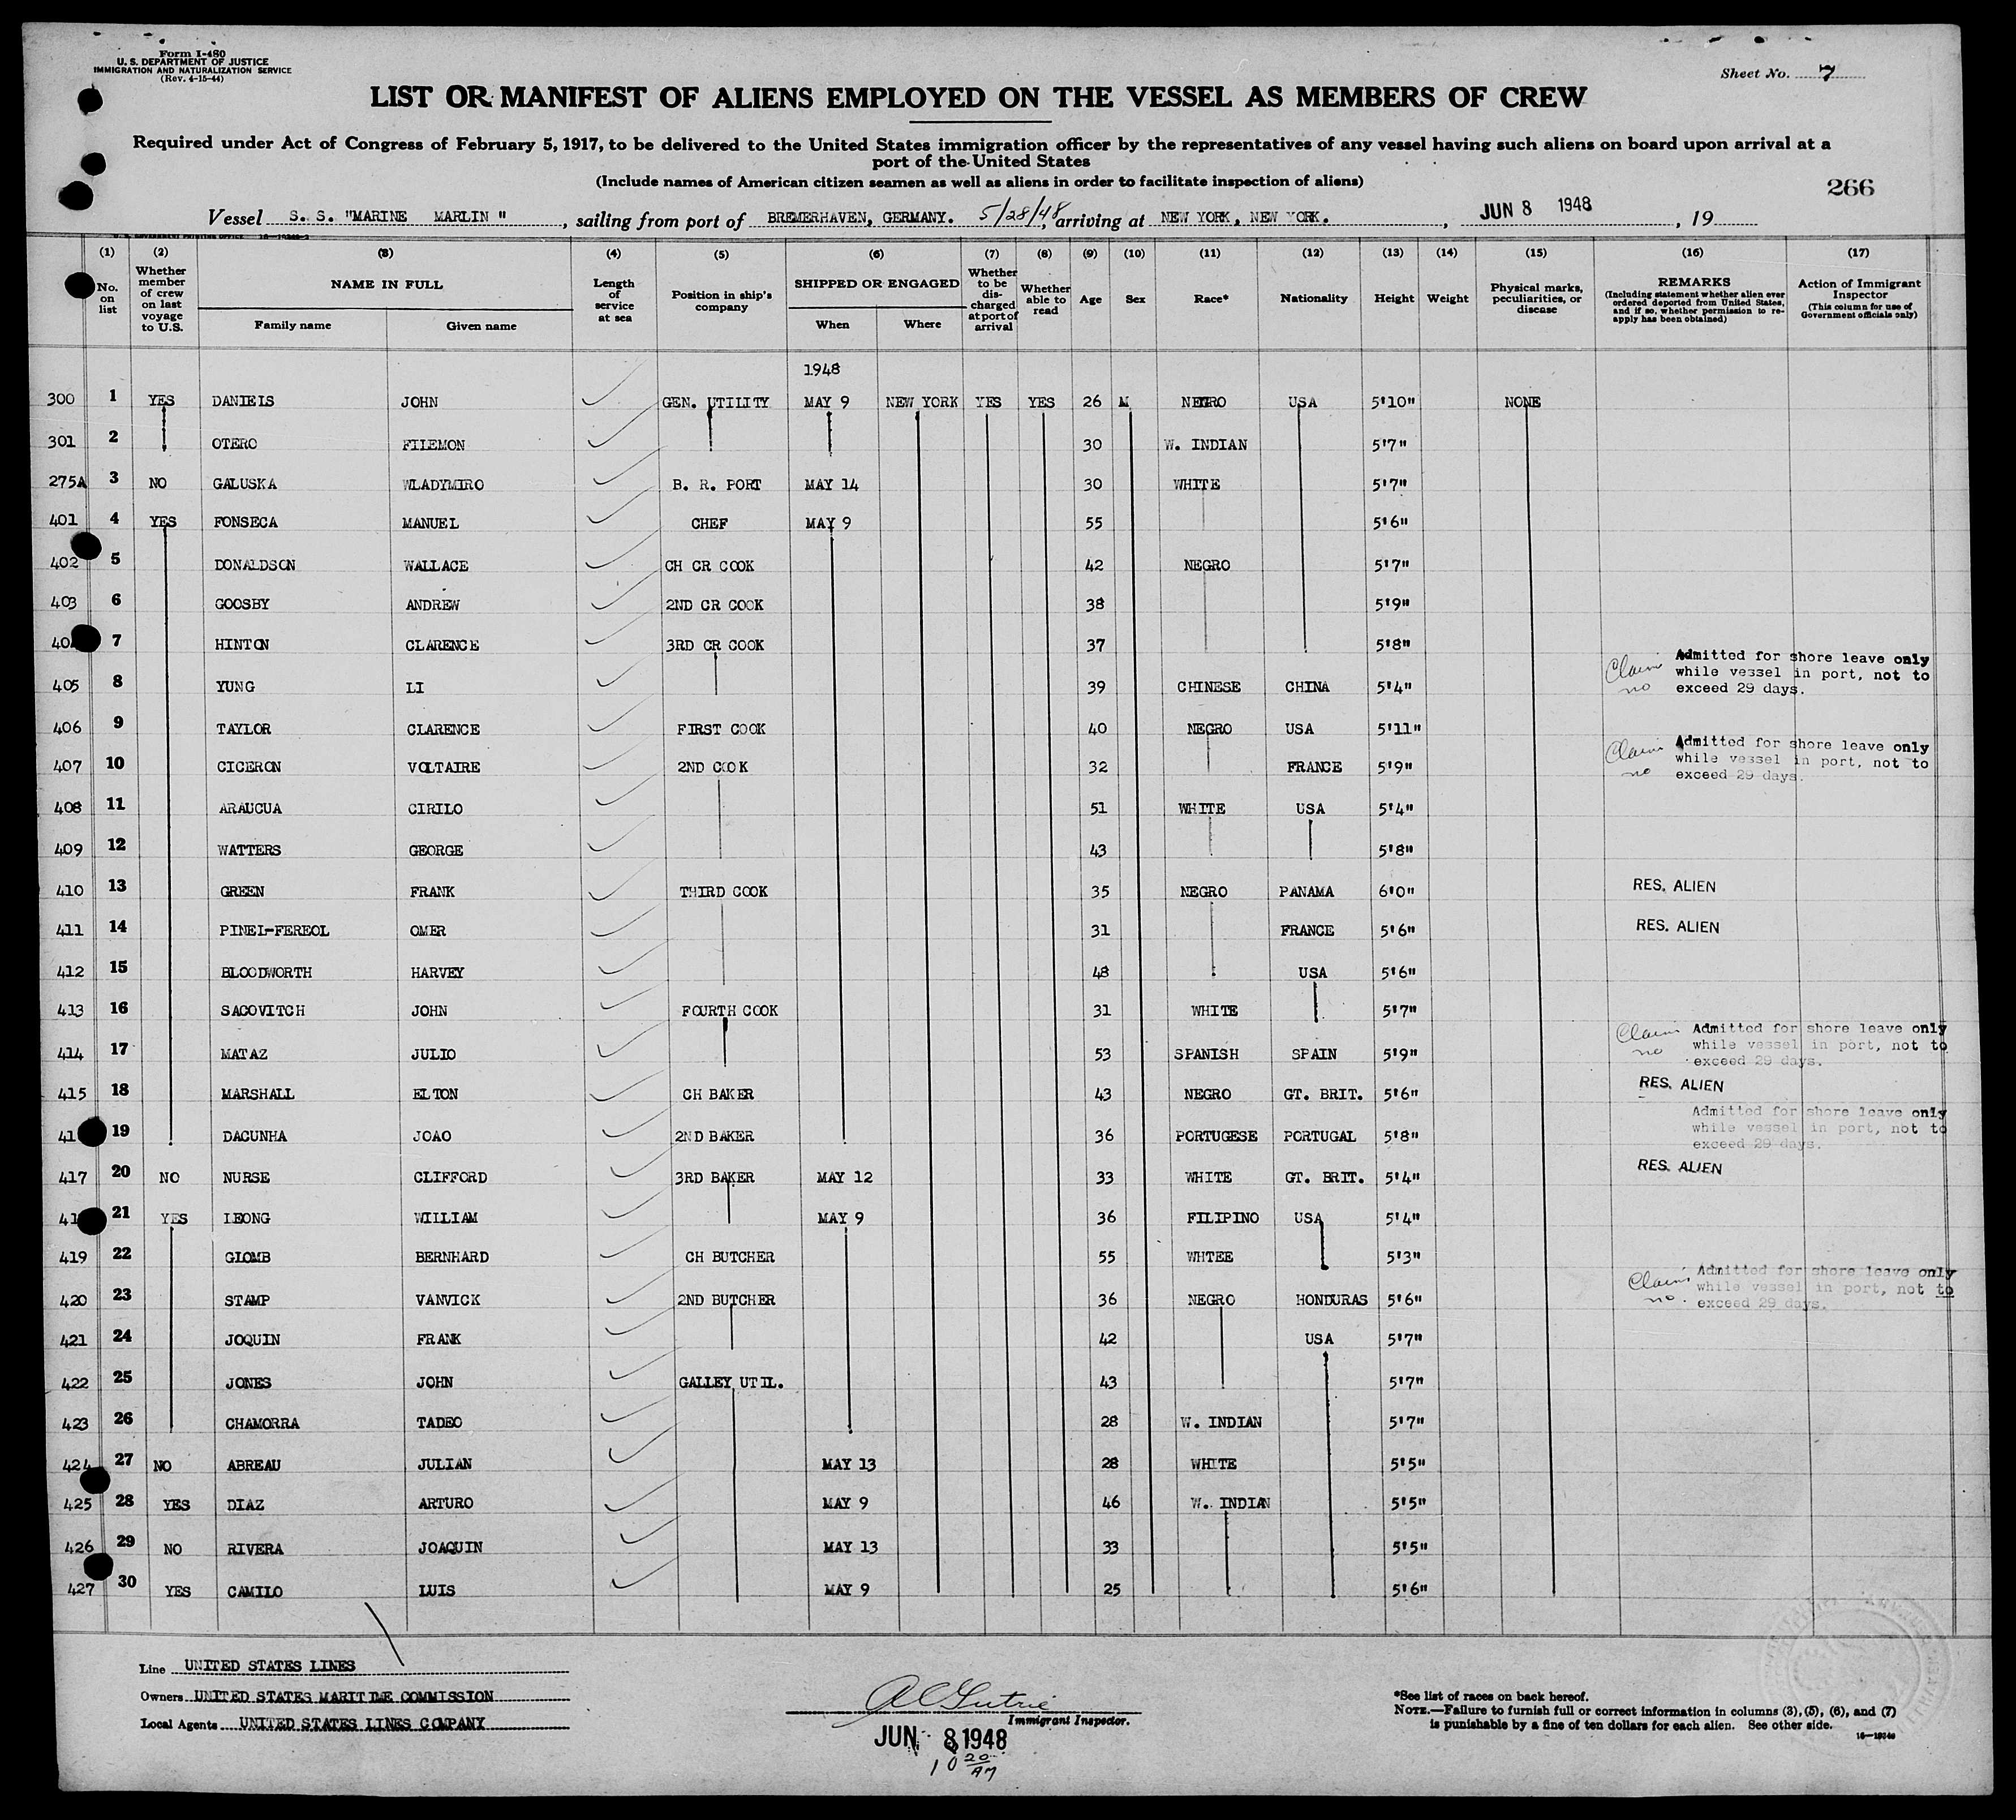 Form I-480
U. S. DEPARTMENT OF JUSTICE
IMMIGRATION AND NATURALIZATION SERVICE
(Rev. 4-15-44)
Sheet No. 7
LIST OR MANIFEST OF ALIENS EMPLOYED ON THE VESSEL AS MEMBERS OF CREW
Required under Act of Congress of February 5, 1917, to be delivered to the United States immigration officer by the representatives of any vessel having such aliens on board upon arrival at a
port of the United States
(Include names of American citizen seamen as well as aliens in order to facilitate inspection of aliens)
266
Vessel S. S. "MARINE MARLIN", sailing from port of BREMERHAVEN, GERMANY. 5/28/48, arriving at NEW YORK, NEW YORK., JUN 8 1948, 19
(1) (2) (3) (4) (5) (6) (7) (8) (9) (10) (11) (12) (13) (14) (15) (16) (17)
No. on list
Whether member of crew on last voyage to U.S.
NAME IN FULL
Family name Given name
Length of service at sea
Position in ship's company
SHIPPED OR ENGAGED
When Where
Whether to be discharged at port of arrival
Whether able to read
Age
Sex
Race*
Nationality
Height
Weight
Physical marks, peculiarities, or disease
REMARKS
(Including statement whether alien ever ordered deported from United States, and if so, whether permission to re-apply has been obtained)
Action of Immigrant Inspector
(This column for use of Government officials only)
1948
300 1 YES DANIELS JOHN GEN. UTILITY MAY 9 NEW YORK YES YES 26 M NEGRO USA 5'10" NONE
301 2 OTERO FILEMON 30 W. INDIAN 5'7"
275A 3 NO GALUSKA WLADYMIRO B. R. PORT MAY 14 30 WHITE 5'7"
401 4 YES FONSECA MANUEL CHEF MAY 9 55 5'6"
402 5 DONALDSON WALLACE CH CR COOK 42 NEGRO 5'7"
403 6 GOOSBY ANDREW 2ND CR COOK 38 5'9"
40 7 HINTON CLARENCE 3RD CR COOK 37 5'8"
405 8 YUNG LI 39 CHINESE CHINA 5'4" Claim no Admitted for shore leave only while vessel in port, not to exceed 29 days.
406 9 TAYLOR CLARENCE FIRST COOK 40 NEGRO USA 5'11"
407 10 CICERON VOLTAIRE 2ND COOK 32 FRANCE 5'9" Claim no Admitted for shore leave only while vessel in port, not to exceed 29 days.
408 11 ARAUCUA CIRILO 51 WHITE USA 5'4"
409 12 WATTERS GEORGE 43 5'8"
410 13 GREEN FRANK THIRD COOK 35 NEGRO PANAMA 6'0" RES. ALIEN
411 14 PINEL-FEREOL OMER 31 FRANCE 5'6" RES. ALIEN
412 15 BLOODWORTH HARVEY 48 USA 5'6"
413 16 SACOVITCH JOHN FOURTH COOK 31 WHITE 5'7"
414 17 MATAZ JULIO 53 SPANISH SPAIN 5'9" Claim no Admitted for shore leave only while vessel in port, not to exceed 29 days.
415 18 MARSHALL ELTON CH BAKER 43 NEGRO GT. BRIT. 5'6" RES. ALIEN
41 19 DACUNHA JOAO 2ND BAKER 36 PORTUGESE PORTUGAL 5'8" Admitted for shore leave only while vessel in port, not to exceed 29 days.
417 20 NO NURSE CLIFFORD 3RD BAKER MAY 12 33 WHITE GT. BRIT. 5'4" RES. ALIEN
41 21 YES LEONG WILLIAM MAY 9 36 FILIPINO USA 5'4"
419 22 GLOMB BERNHARD CH BUTCHER 55 WHTEE 5'3"
420 23 STAMP VANVICK 2ND BUTCHER 36 NEGRO HONDURAS 5'6" Claim no. Admitted for shore leave only while vessel in port, not to exceed 29 days.
421 24 JOQUIN FRANK 42 USA 5'7"
422 25 JONES JOHN GALLEY UTIL. 43 5'7"
423 26 CHAMORRA TADEO 28 W. INDIAN 5'7"
424 27 NO ABREAU JULIAN MAY 13 28 WHITE 5'5"
425 28 YES DIAZ ARTURO MAY 9 46 W. INDIAN 5'5"
426 29 NO RIVERA JOAQUIN MAY 13 33 5'5"
427 30 YES CAMILO LUIS MAY 9 25 5'6"
Line UNITED STATES LINES
Owners UNITED STATES MARITIME COMMISSION
Local Agents UNITED STATES LINES COMPANY
Immigrant Inspector.
JUN 8 1948
10 20 AM
*See list of races on back hereof.
NOTE.—Failure to furnish full or correct information in columns (3), (5), (6), and (7)
is punishable by a fine of ten dollars for each alien. See other side.